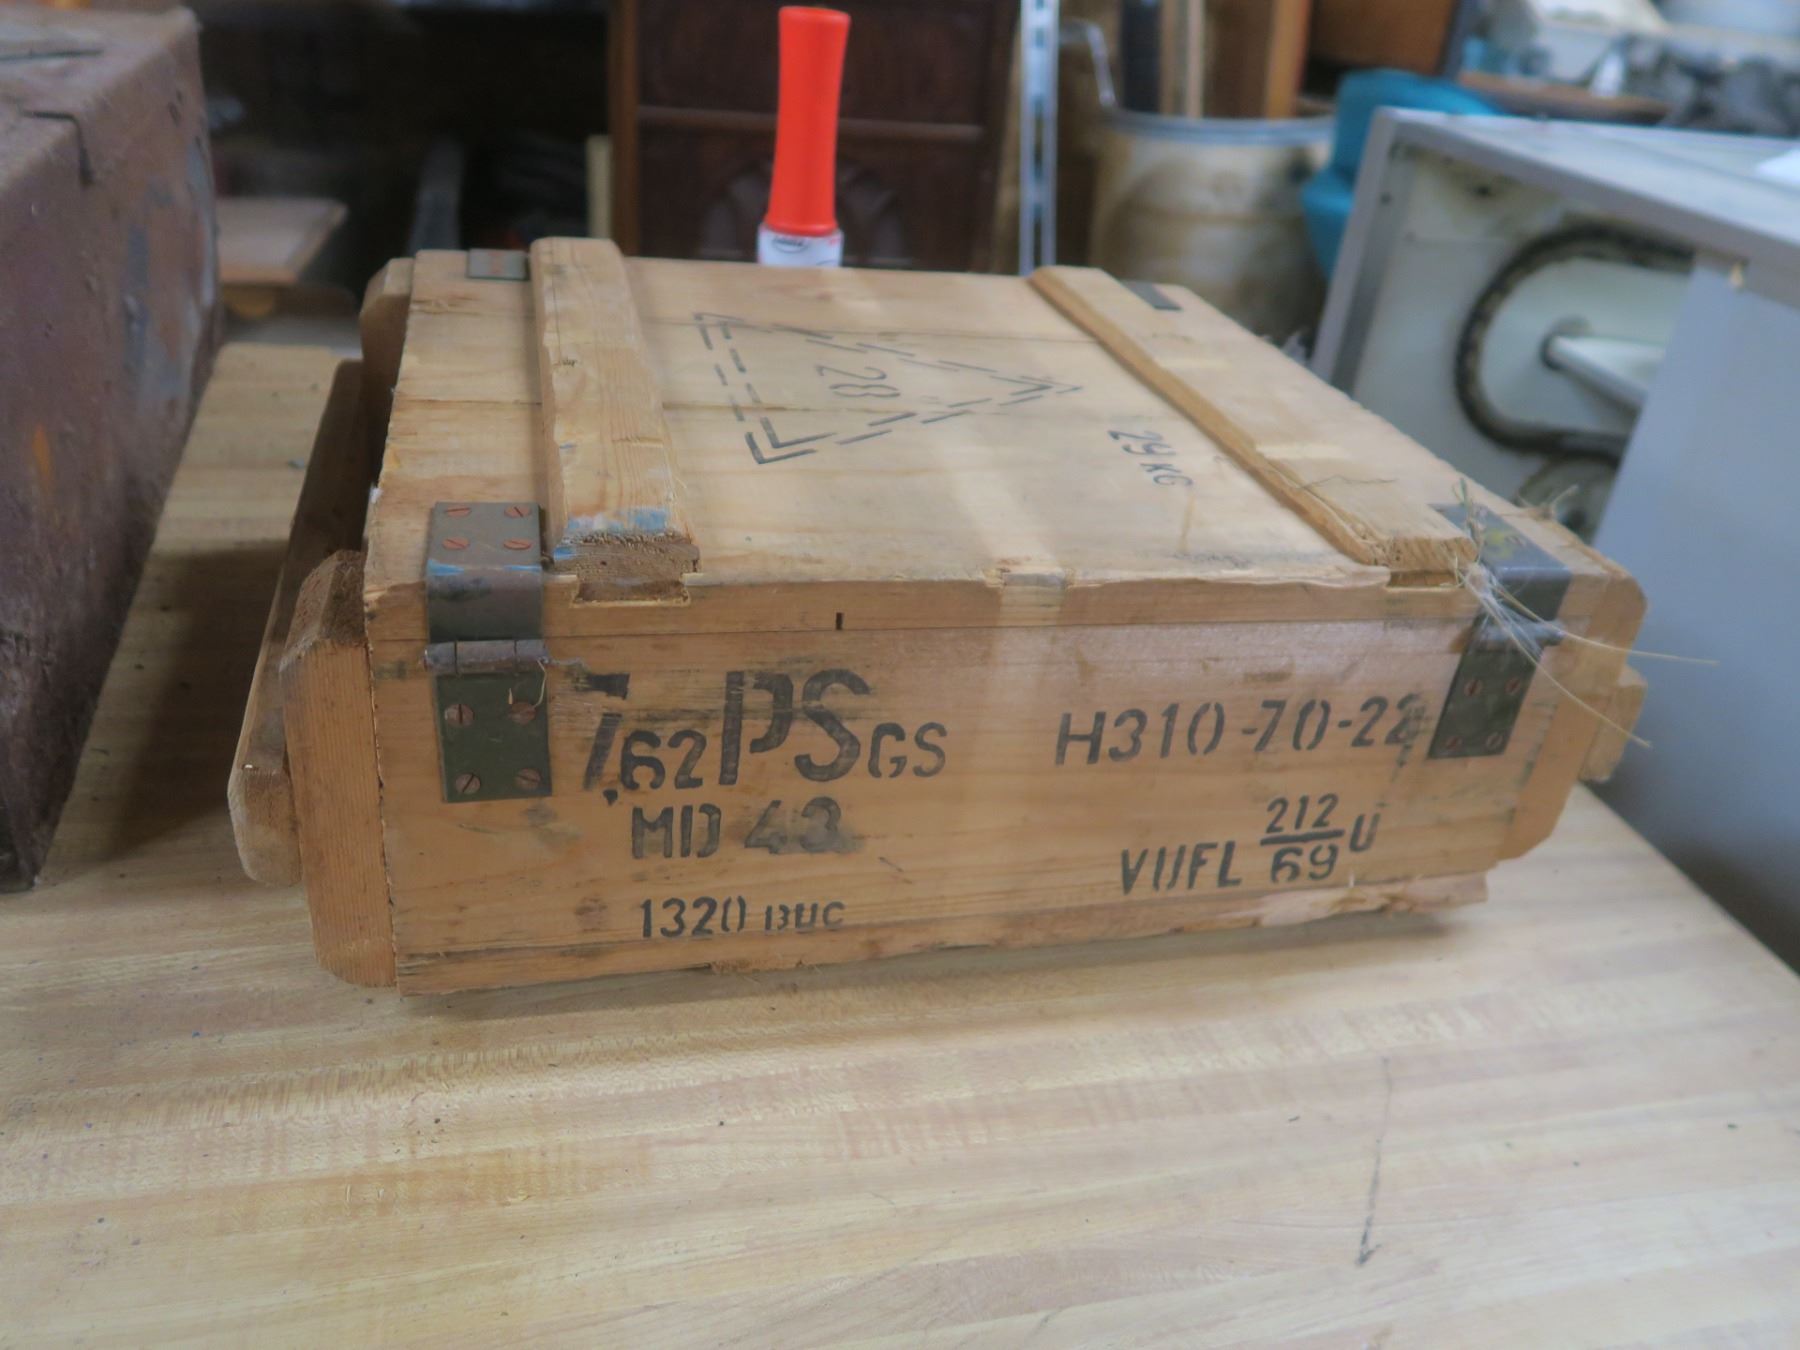 28
29 KG
7,62 PS GS
MD 43
1320 BUC
H310-70-22
VUFL 212/69 U